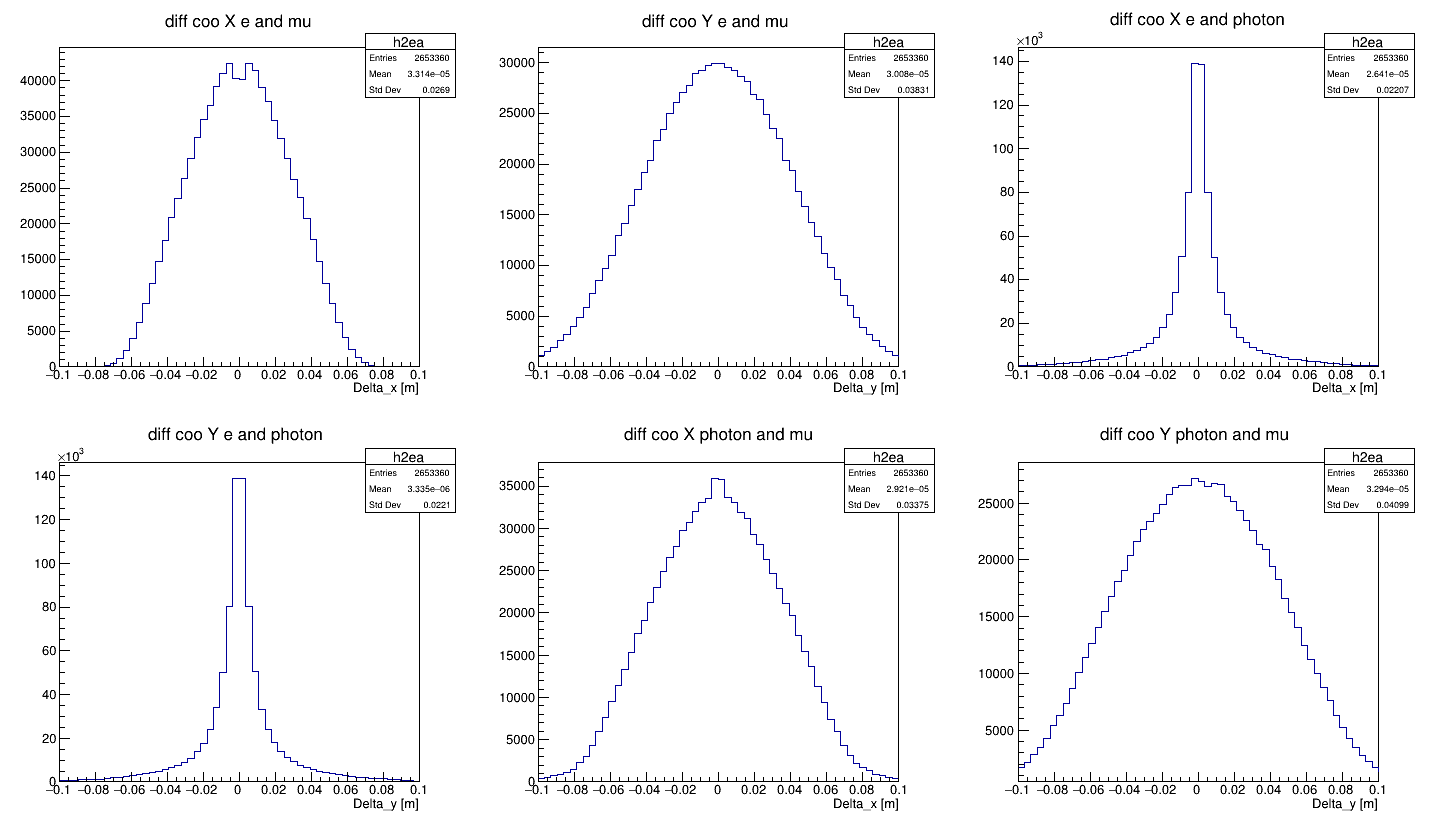 diff coo X e and mu
h2ea
Entries 2653360
Mean 3.314e−05
Std Dev 0.0269
40000
35000
30000
25000
20000
15000
10000
5000
0
−0.1 −0.08 −0.06 −0.04 −0.02 0 0.02 0.04 0.06 0.08 0.1
Delta_x [m]
diff coo Y e and mu
h2ea
Entries 2653360
Mean 3.008e−05
Std Dev 0.03831
30000
25000
20000
15000
10000
5000
0
−0.1 −0.08 −0.06 −0.04 −0.02 0 0.02 0.04 0.06 0.08 0.1
Delta_y [m]
diff coo X e and photon
×10³
h2ea
Entries 2653360
Mean 2.641e−05
Std Dev 0.02207
140
120
100
80
60
40
20
0
−0.1 −0.08 −0.06 −0.04 −0.02 0 0.02 0.04 0.06 0.08 0.1
Delta_x [m]
diff coo Y e and photon
×10³
h2ea
Entries 2653360
Mean 3.335e−06
Std Dev 0.0221
140
120
100
80
60
40
20
0
−0.1 −0.08 −0.06 −0.04 −0.02 0 0.02 0.04 0.06 0.08 0.1
Delta_y [m]
diff coo X photon and mu
h2ea
Entries 2653360
Mean 2.921e−05
Std Dev 0.03375
35000
30000
25000
20000
15000
10000
5000
0
−0.1 −0.08 −0.06 −0.04 −0.02 0 0.02 0.04 0.06 0.08 0.1
Delta_x [m]
diff coo Y photon and mu
h2ea
Entries 2653360
Mean 3.294e−05
Std Dev 0.04099
25000
20000
15000
10000
5000
−0.1 −0.08 −0.06 −0.04 −0.02 0 0.02 0.04 0.06 0.08 0.1
Delta_y [m]